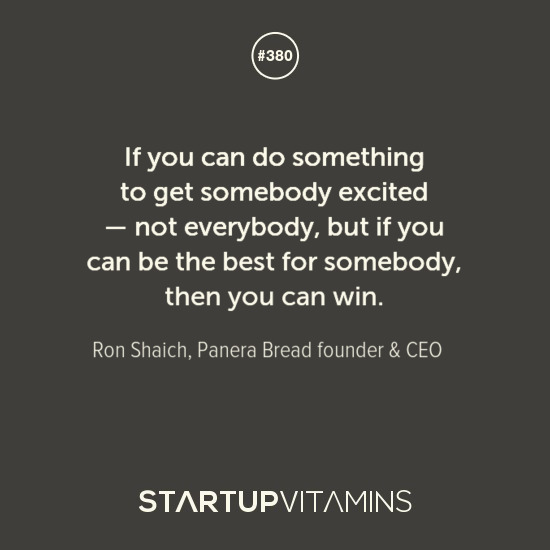 #380
If you can do something
to get somebody excited
— not everybody, but if you
can be the best for somebody,
then you can win.
Ron Shaich, Panera Bread founder & CEO
STARTUPVITAMINS